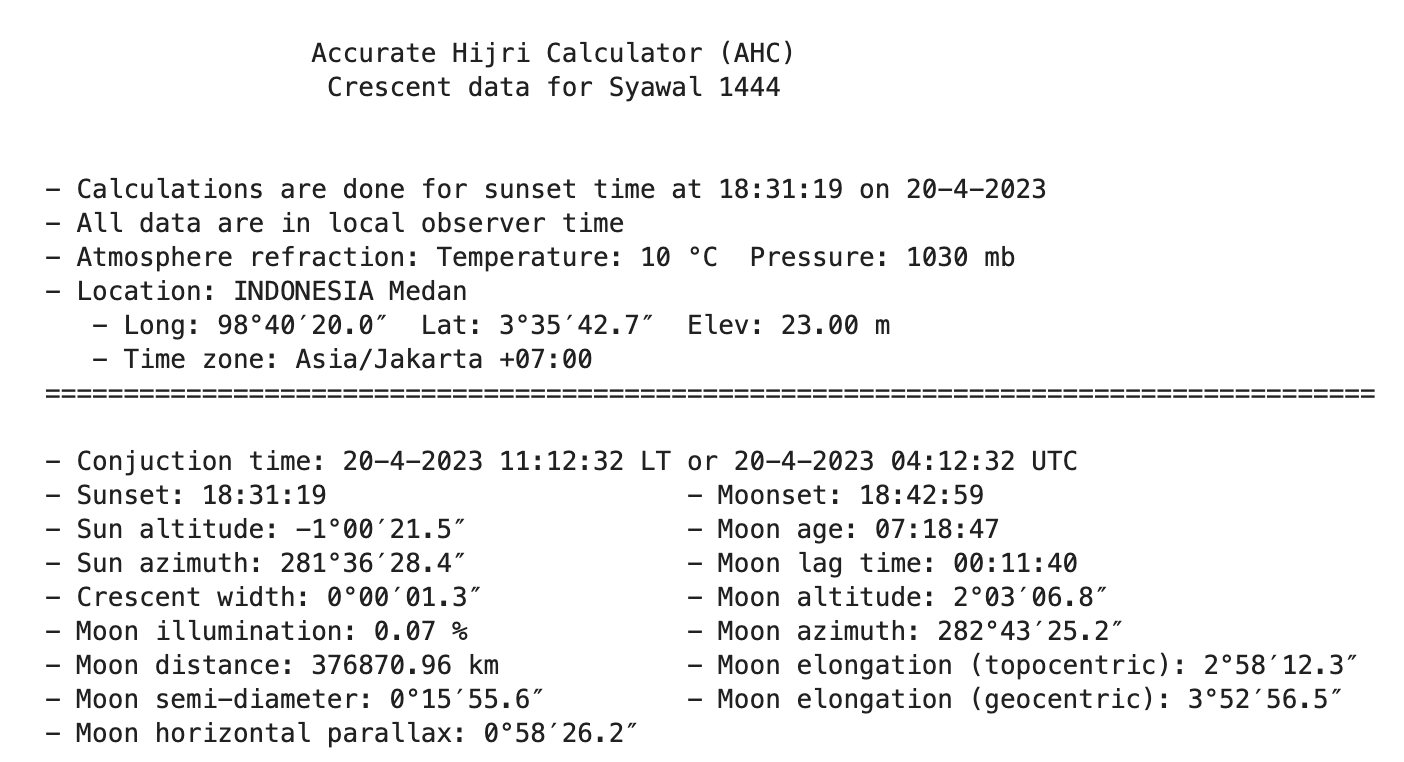 Accurate Hijri Calculator (AHC)
Crescent data for Syawal 1444
- Calculations are done for sunset time at 18:31:19 on 20-4-2023
- All data are in local observer time
- Atmosphere refraction: Temperature: 10 °C  Pressure: 1030 mb
- Location: INDONESIA Medan
- Long: 98°40′20.0″  Lat: 3°35′42.7″  Elev: 23.00 m
- Time zone: Asia/Jakarta +07:00
=====================================================================================
- Conjuction time: 20-4-2023 11:12:32 LT or 20-4-2023 04:12:32 UTC
- Sunset: 18:31:19 - Moonset: 18:42:59
- Sun altitude: -1°00′21.5″ - Moon age: 07:18:47
- Sun azimuth: 281°36′28.4″ - Moon lag time: 00:11:40
- Crescent width: 0°00′01.3″ - Moon altitude: 2°03′06.8″
- Moon illumination: 0.07 % - Moon azimuth: 282°43′25.2″
- Moon distance: 376870.96 km - Moon elongation (topocentric): 2°58′12.3″
- Moon semi-diameter: 0°15′55.6″ - Moon elongation (geocentric): 3°52′56.5″
- Moon horizontal parallax: 0°58′26.2″